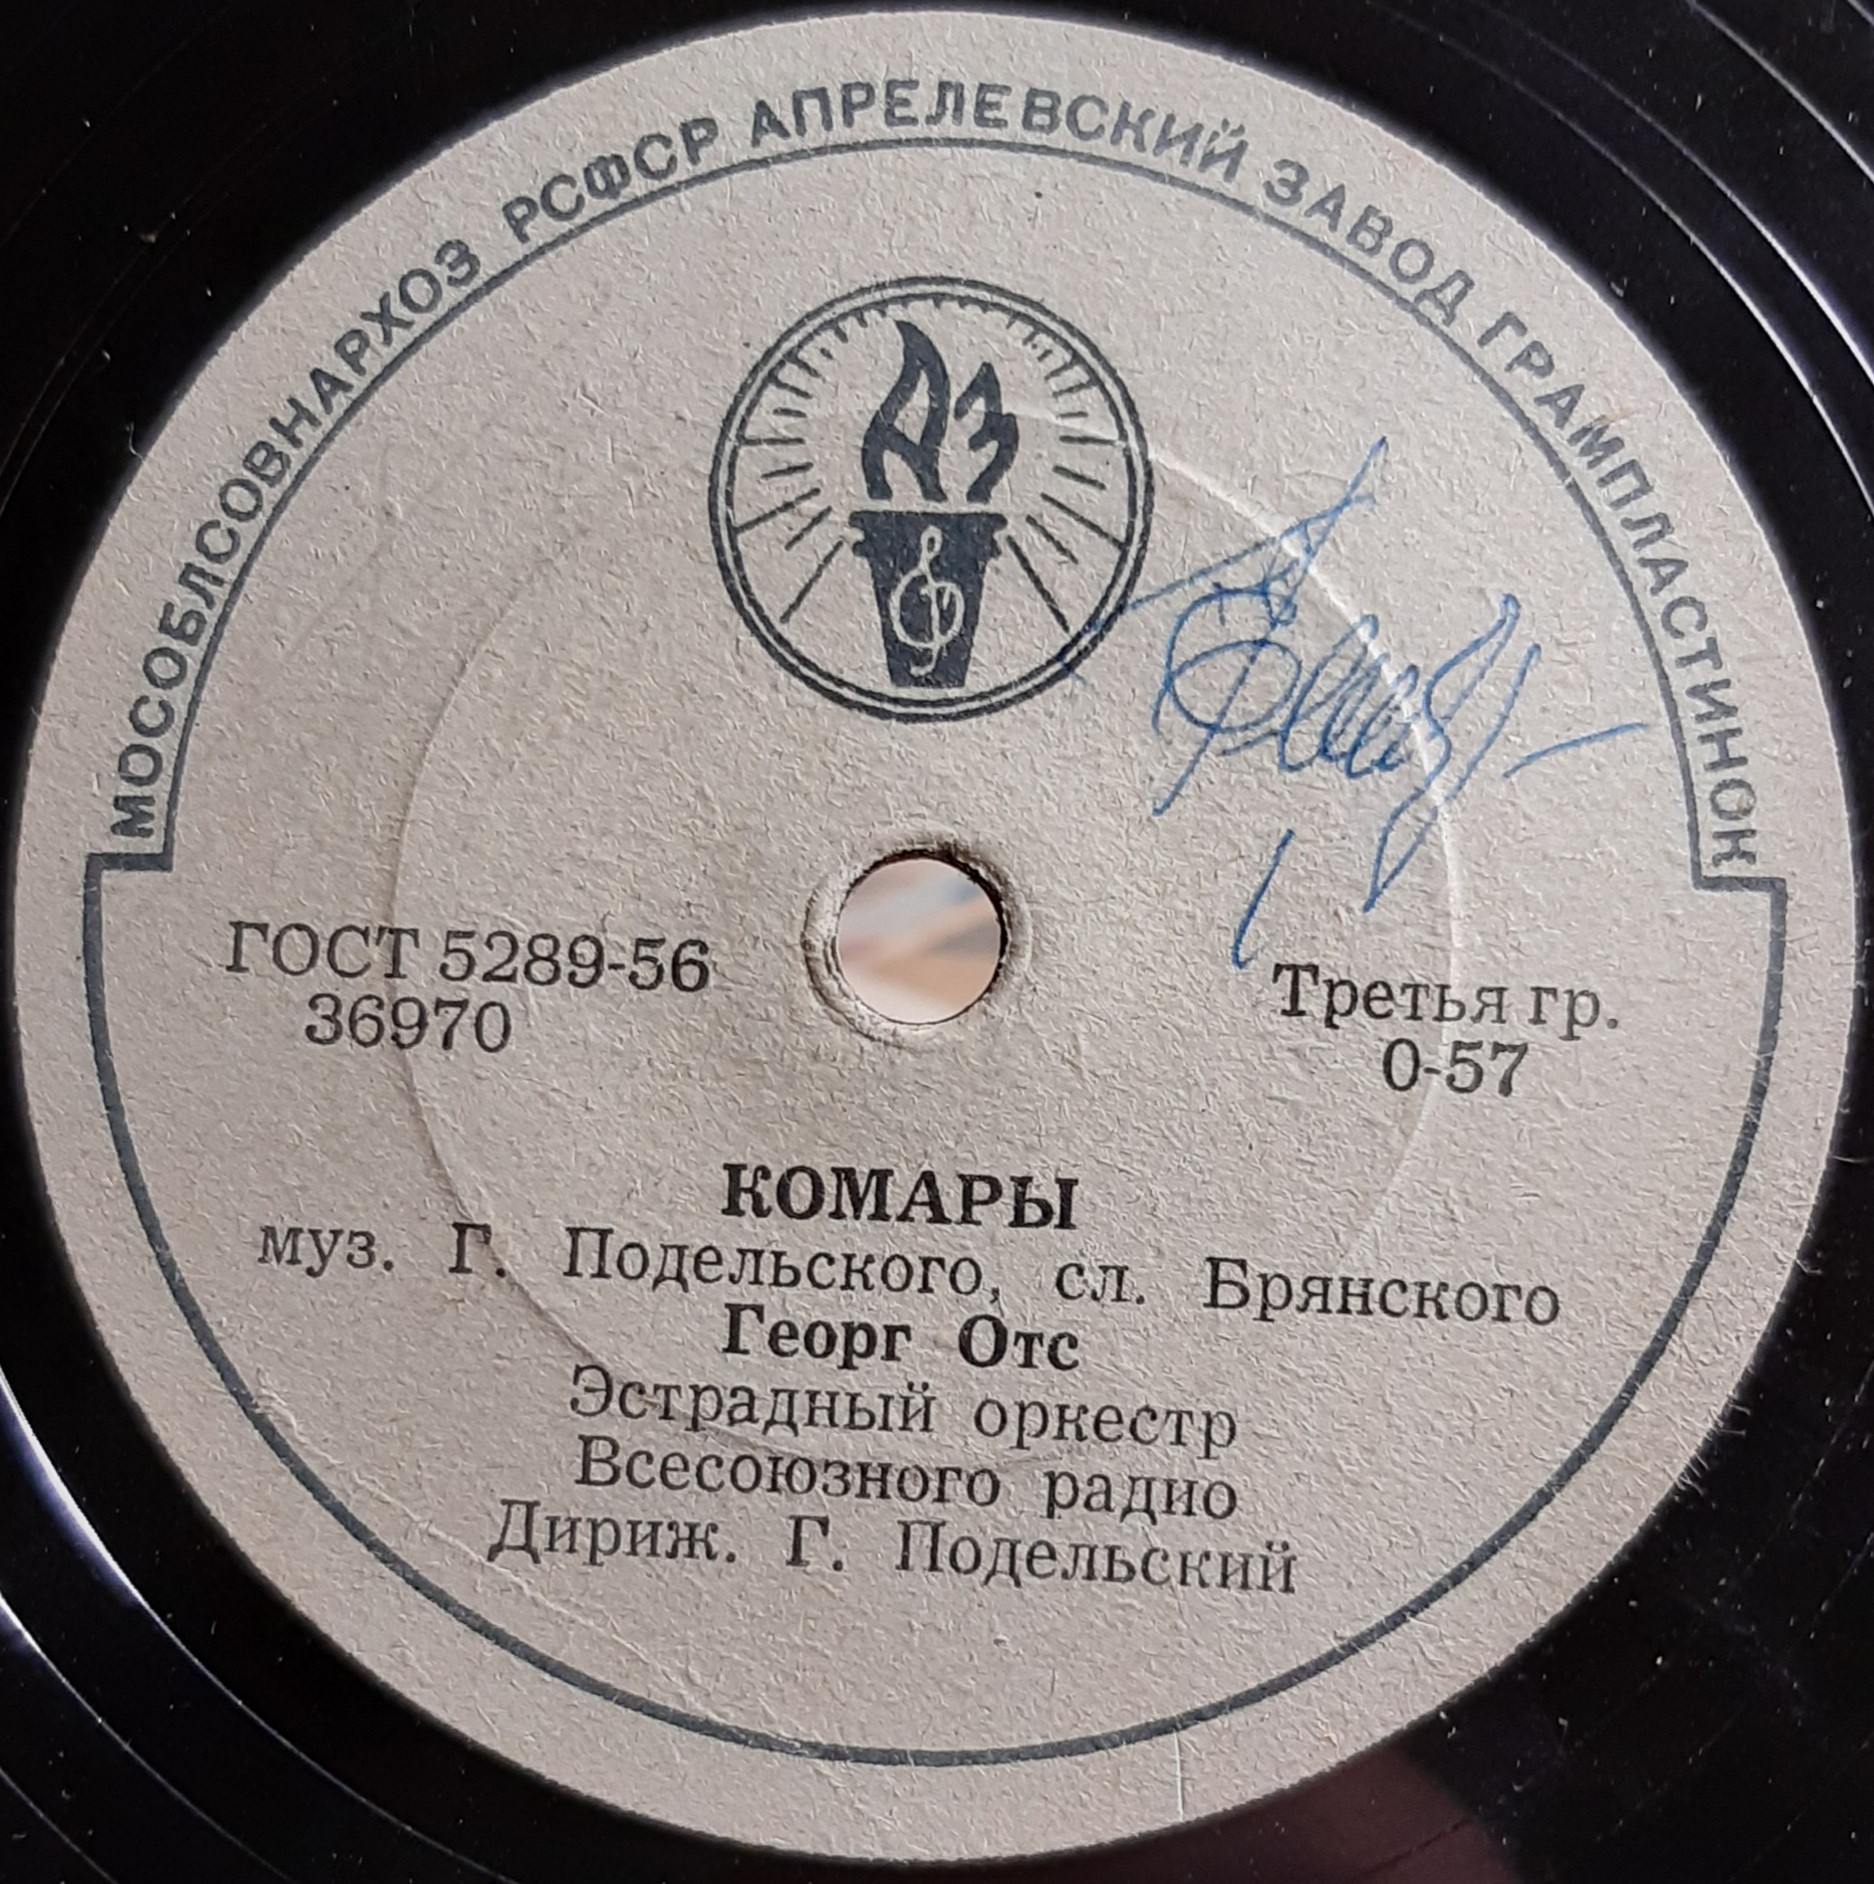 МОСОБЛСОВНАРХОЗ РСФСР АПРЕЛЕВСКИЙ ЗАВОД ГРАМПЛАСТИНОК
АЗ
ГОСТ 5289-56
36970
Третья гр.
0-57
КОМАРЫ
муз. Г. Подельского, сл. Брянского
Георг Отс
Эстрадный оркестр
Всесоюзного радио
Дириж. Г. Подельский